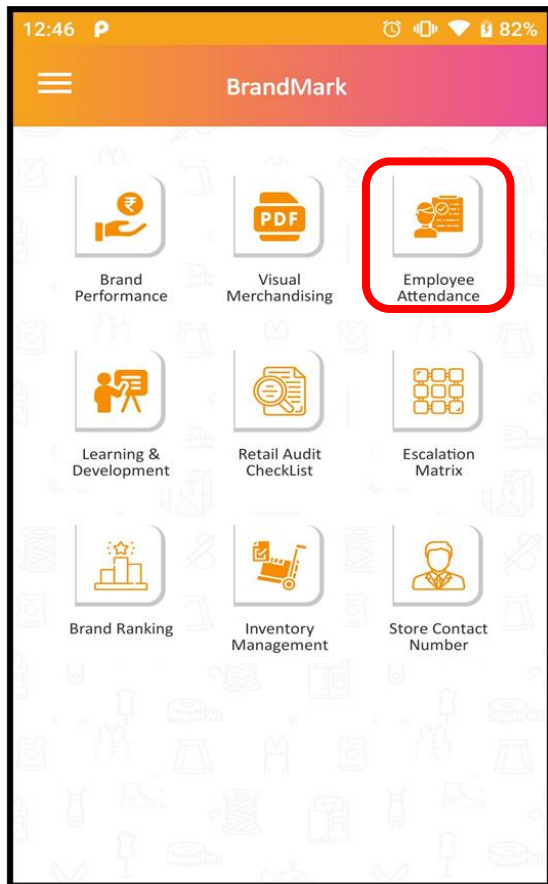 12:46 P 82%
BrandMark
₹
PDF
Brand
Performance
Visual
Merchandising
Employee
Attendance
Learning &
Development
Retail Audit
CheckList
Escalation
Matrix
Brand Ranking
Inventory
Management
Store Contact
Number